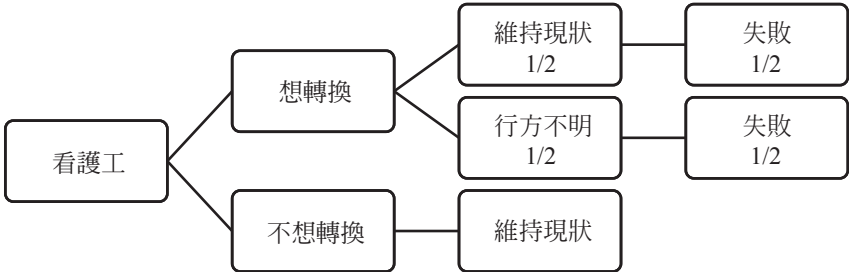 看護工
想轉換
維持現狀
1/2
失敗
1/2
行方不明
1/2
失敗
1/2
不想轉換
維持現狀